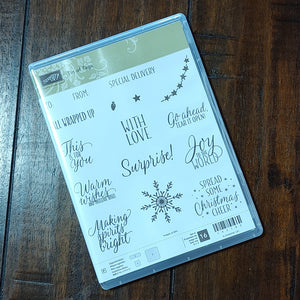 FROM:
SPECIAL DELIVERY
ALL WRAPPED UP
WITH
LOVE
Go ahead,
TEAR IT OPEN!
This
IS FOR
you
Surprise!
Joy
TO THE
WORLD
Warm
wishes
Making
spirits
bright
SPREAD
SOME
Christmas
CHEER
16